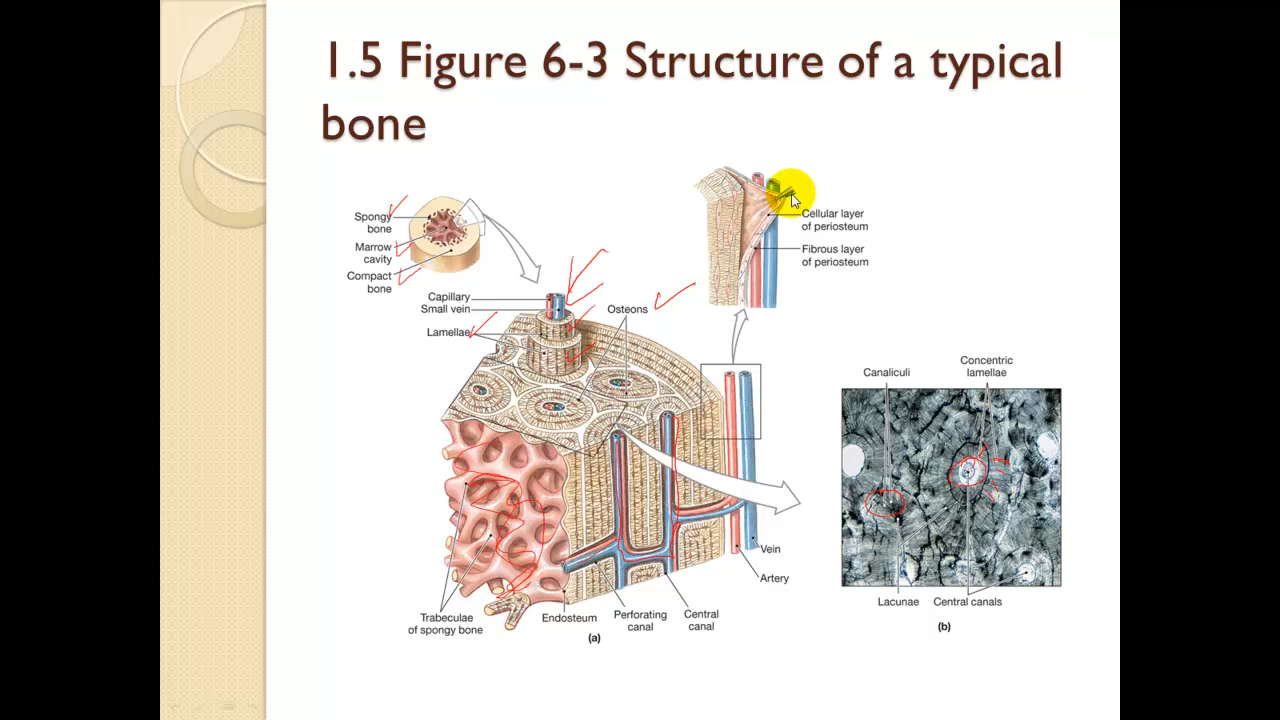 1.5 Figure 6-3 Structure of a typical
bone
Spongy
bone
Marrow
cavity
Compact
bone
Capillary
Small vein
Lamellae
Osteons
Cellular layer
of periosteum
Fibrous layer
of periosteum
Canaliculi
Concentric
lamellae
Vein
Artery
Trabeculae
of spongy bone
Endosteum
Perforating
canal
Central
canal
(a)
Lacunae
Central canals
(b)